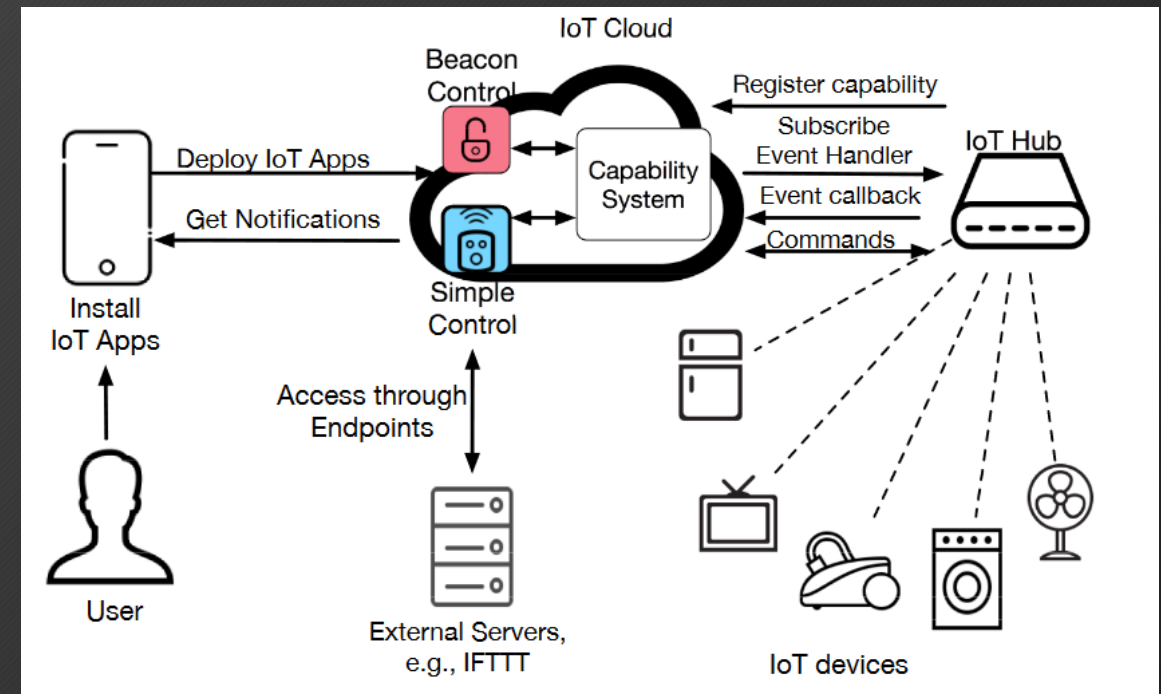 IoT Cloud
Beacon
Control
Register capability
Subscribe
Event Handler
IoT Hub
Deploy IoT Apps
Capability
System
Event callback
Get Notifications
Commands
Install
IoT Apps
Simple
Control
Access through
Endpoints
User
External Servers,
e.g., IFTTT
IoT devices